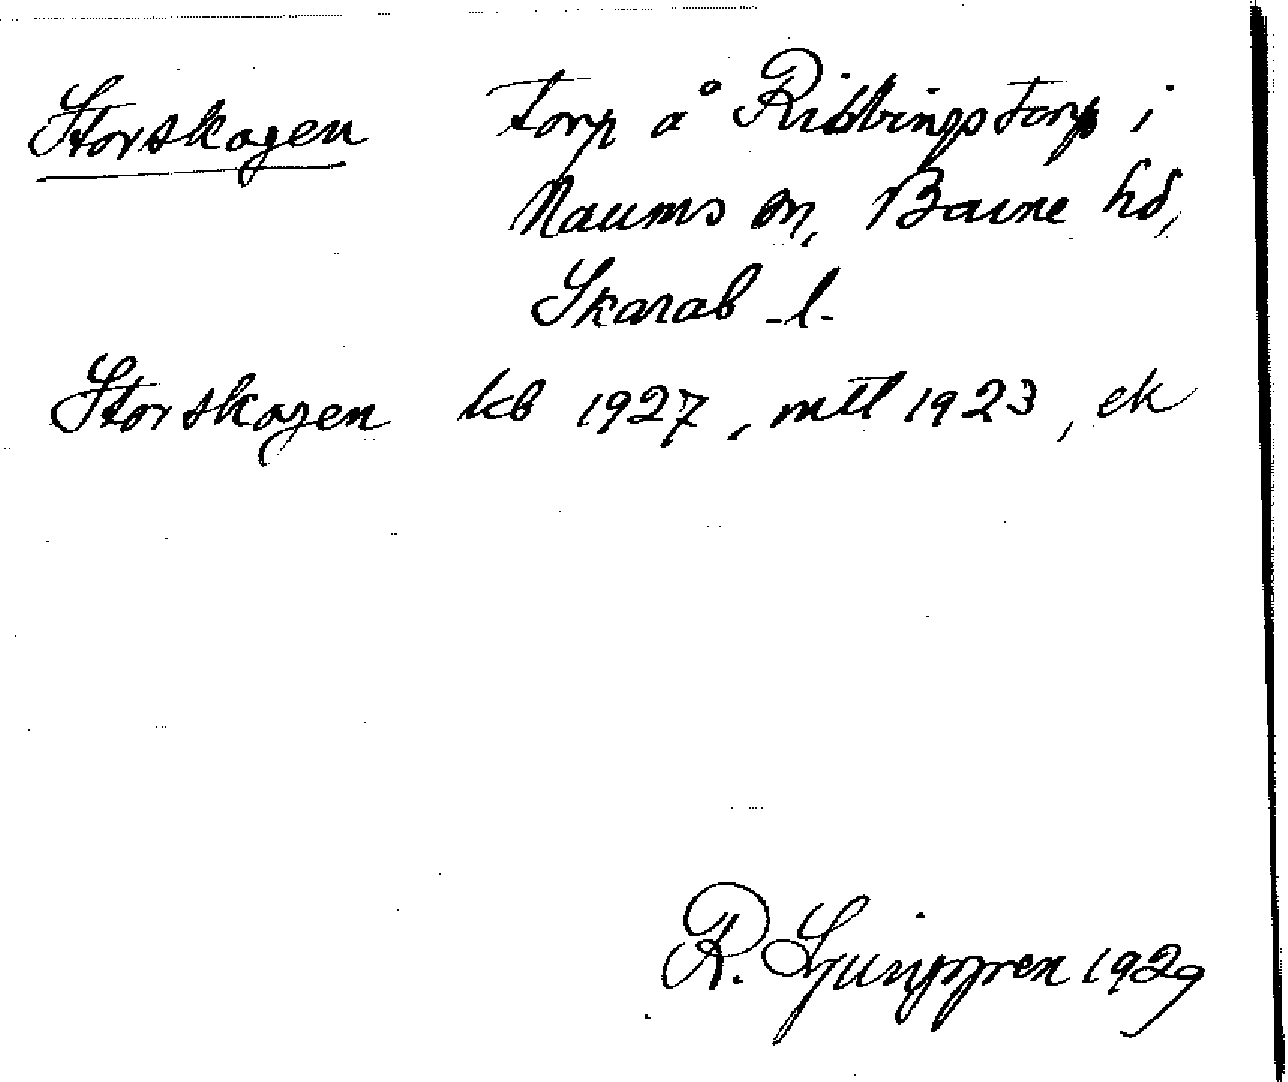 Storskogen torp å Ribbingstorp i
Naums sn, Barne hd,
Skarab -l-
Storskogen kb 1927, mtl 1923, ek
R. Ljunggren 1929